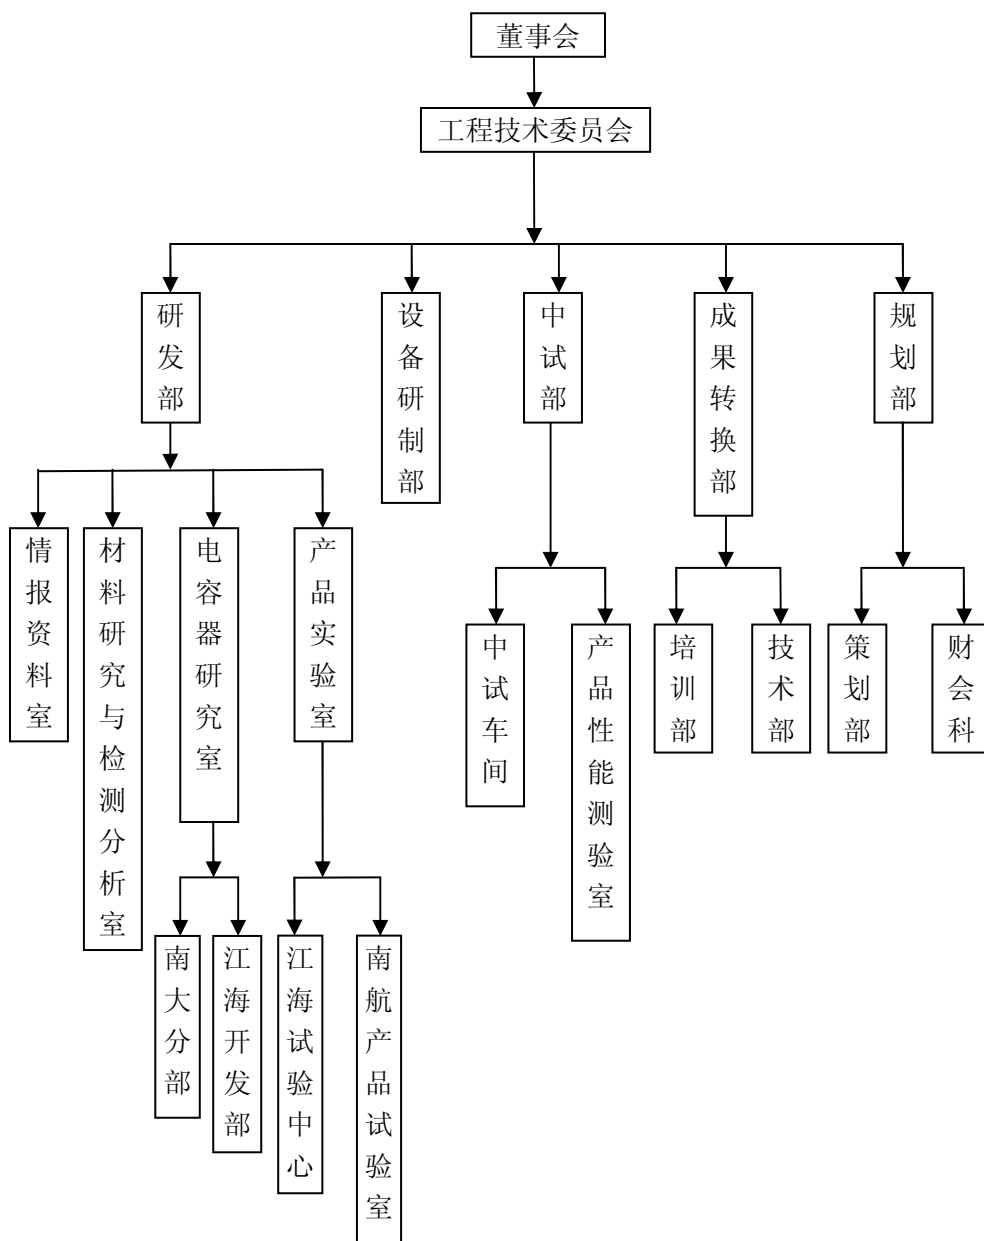 董事会
工程技术委员会
研发部
设备研制部
中试部
成果转换部
规划部
情报资料室
材料研究与检测分析室
电容器研究室
产品实验室
中试车间
产品性能测验室
培训部
技术部
策划部
财会科
南大分部
江海开发部
江海试验中心
南航产品试验室